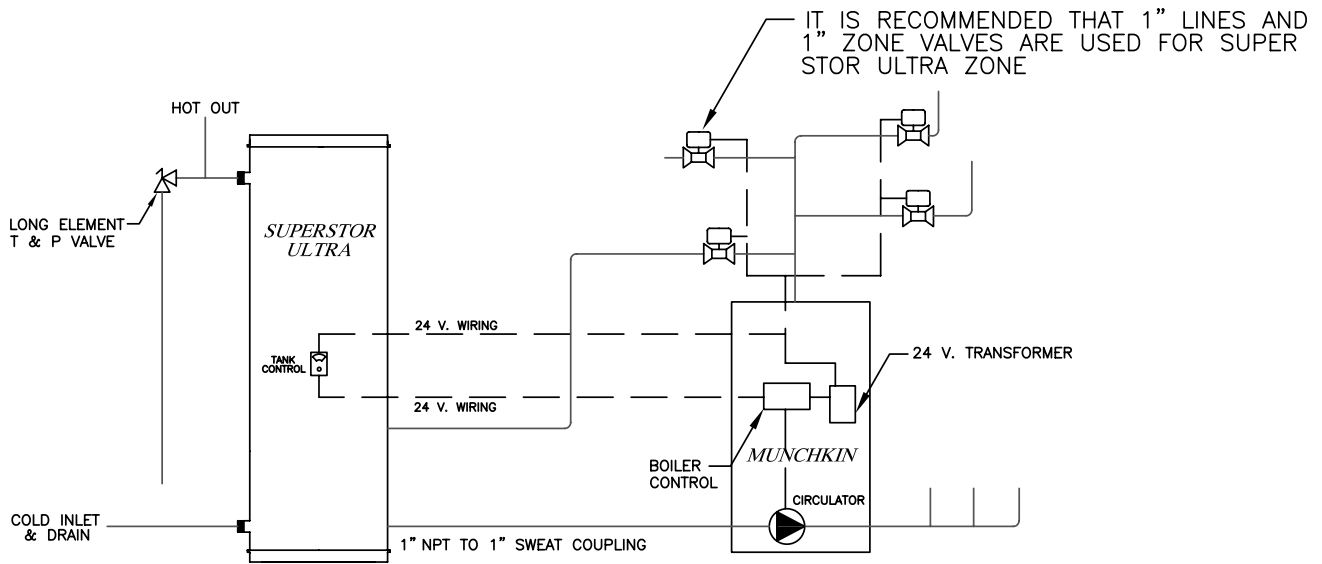 IT IS RECOMMENDED THAT 1" LINES AND
1" ZONE VALVES ARE USED FOR SUPER
STOR ULTRA ZONE
HOT OUT
LONG ELEMENT
T & P VALVE
SUPERSTOR
ULTRA
24 V. WIRING
TANK
CONTROL
24 V. TRANSFORMER
24 V. WIRING
BOILER
CONTROL
MUNCHKIN
CIRCULATOR
COLD INLET
& DRAIN
1" NPT TO 1" SWEAT COUPLING